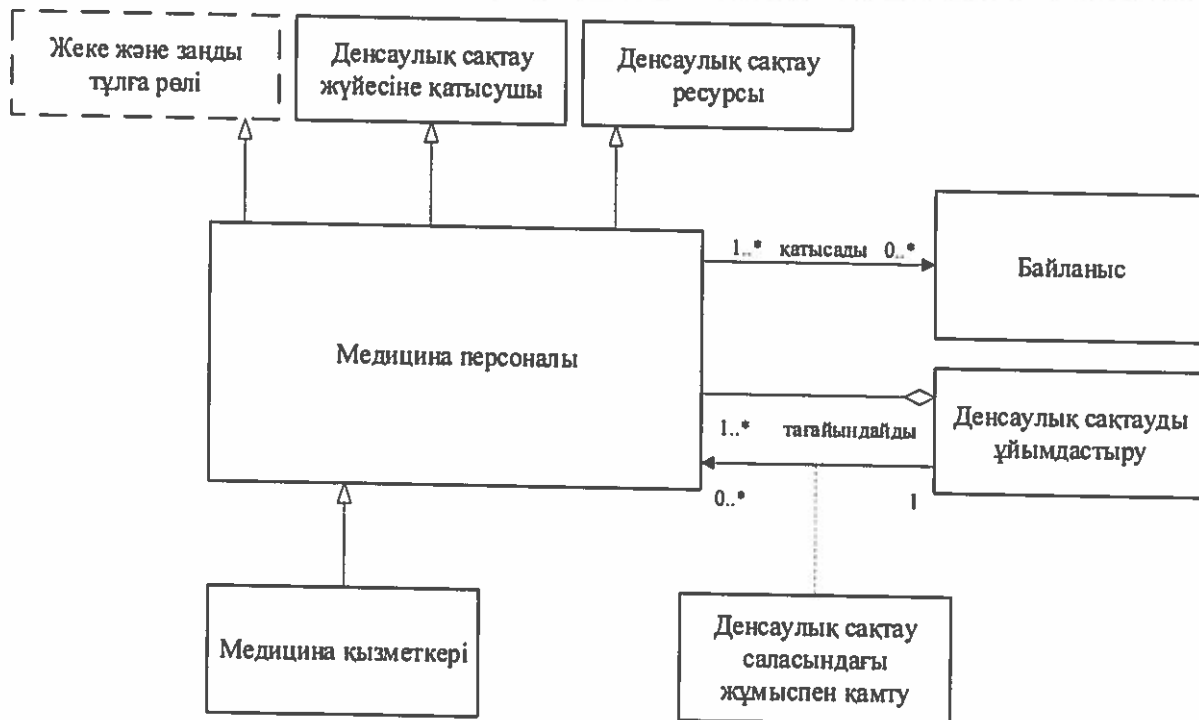 Жеке және заңды
тұлға рөлі
Денсаулық сақтау
жүйесіне қатысушы
Денсаулық сақтау
ресурсы
1..* қатысады 0..*
Байланыс
Медицина персоналы
1..* тағайындайды
Денсаулық сақтауды
ұйымдастыру
0..* 1
Медицина қызметкері
Денсаулық сақтау
саласындағы
жұмыспен қамту